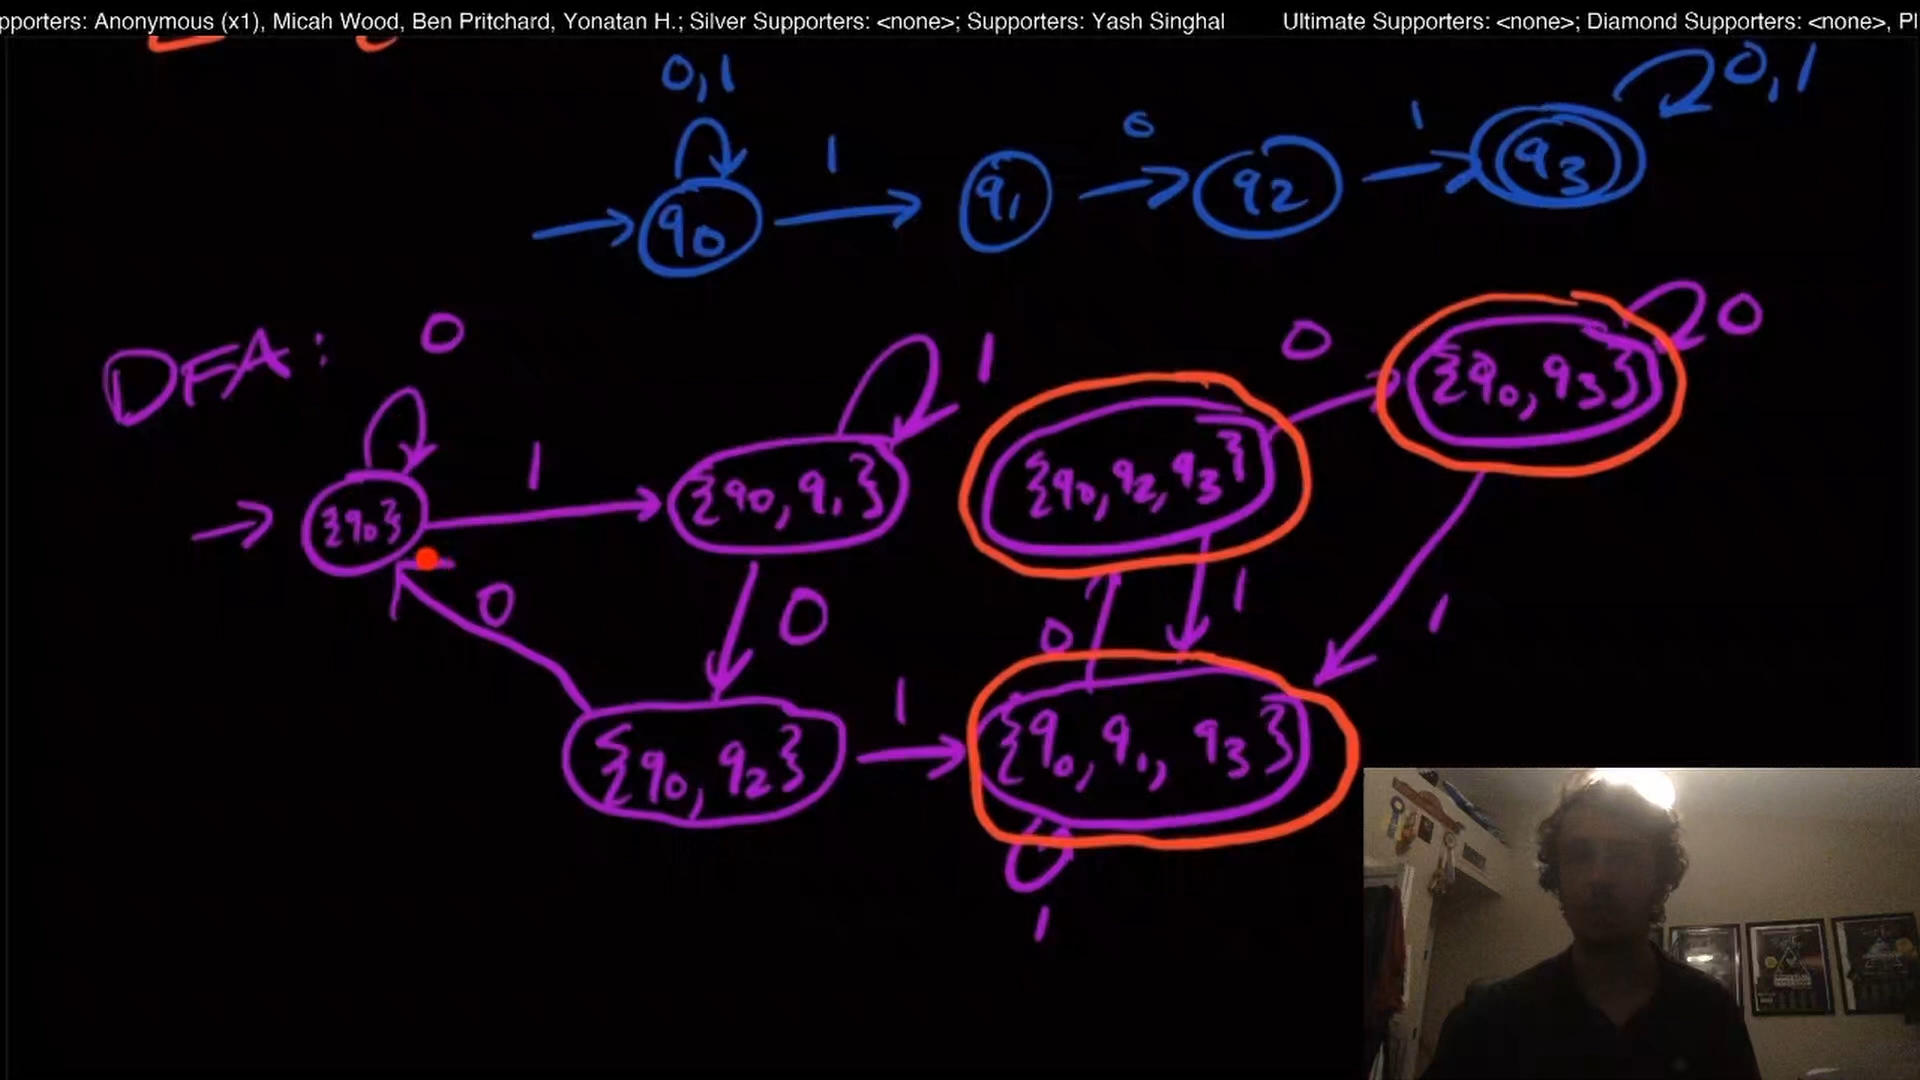 pporters: Anonymous (x1), Micah Wood, Ben Pritchard, Yonatan H.; Silver Supporters: <none>; Supporters: Yash Singhal Ultimate Supporters: <none>; Diamond Supporters: <none>, Pl
0,1 1 0 1 0,1
q0 q1 q2 q3
DFA: 0 1 0 0
{q0} 1 {q0, q1} {q0, q2, q3} {q0, q3}
0 0 0 1 1
{q0, q2} 1 {q0, q1, q3}
1